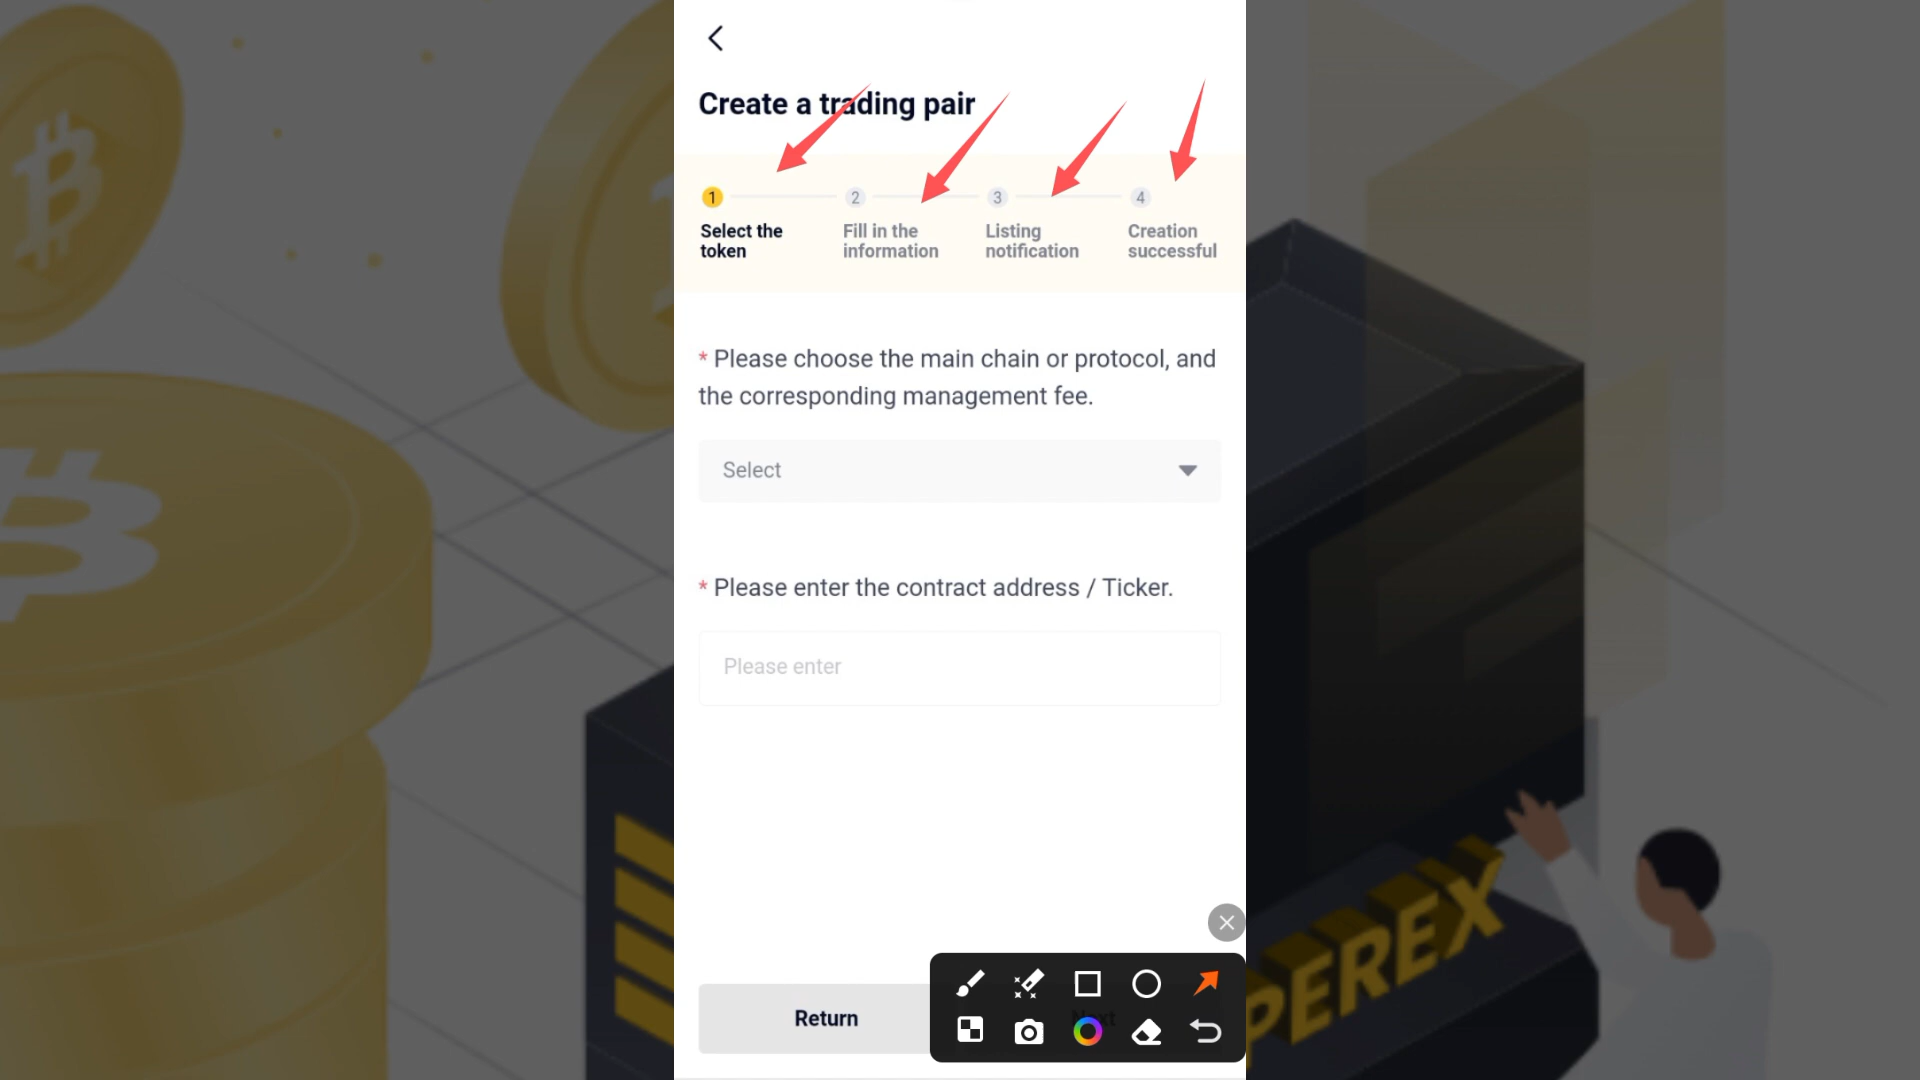 Create a trading pair
1
2
3
4
Select the
token
Fill in the
information
Listing
notification
Creation
successful
* Please choose the main chain or protocol, and
the corresponding management fee.
Select
* Please enter the contract address / Ticker.
Please enter
Return
Next
PEREX